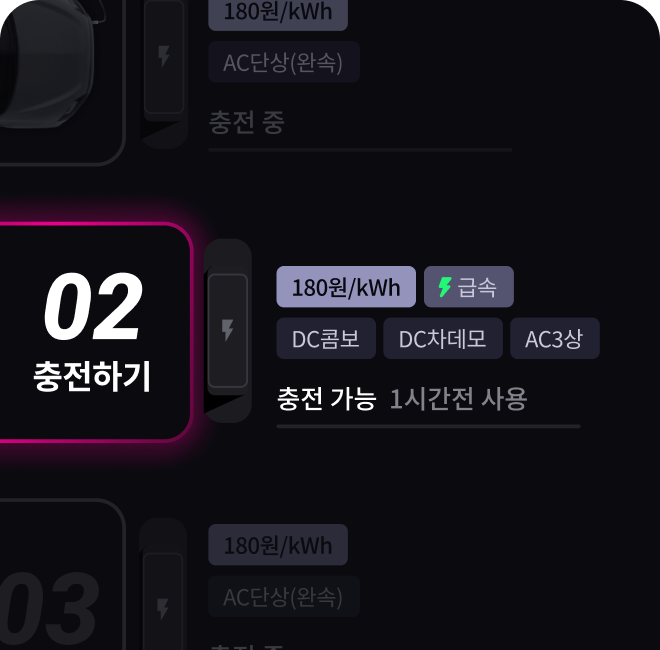 180원/kWh
AC단상(완속)
충전 중
02
충전하기
180원/kWh
급속
DC콤보
DC차데모
AC3상
충전 가능 1시간전 사용
03
180원/kWh
AC단상(완속)